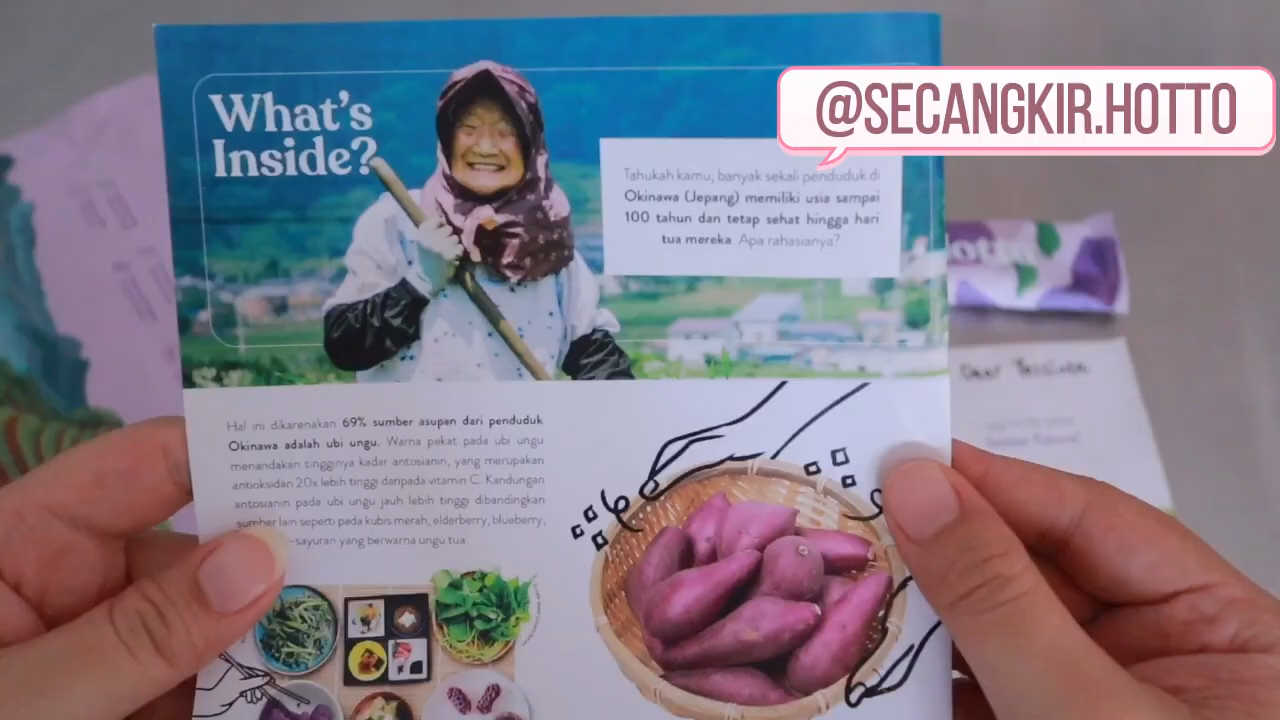 @SECANGKIR.HOTTO
What's
Inside?
Tahukah kamu, banyak sekali penduduk di
Okinawa (Jepang) memiliki usia sampai
100 tahun dan tetap sehat hingga hari
tua mereka. Apa rahasianya?
otto
Hal ini dikarenakan 69% sumber asupan dari penduduk
Okinawa adalah ubi ungu. Warna pekat pada ubi ungu
menandakan tingginya kadar antosianin, yang merupakan
antioksidan 20x lebih tinggi daripada vitamin C. Kandungan
antosianin pada ubi ungu jauh lebih tinggi dibandingkan
sumber lain seperti pada kubis merah, elderberry, blueberry,
-sayuran yang berwarna ungu tua.